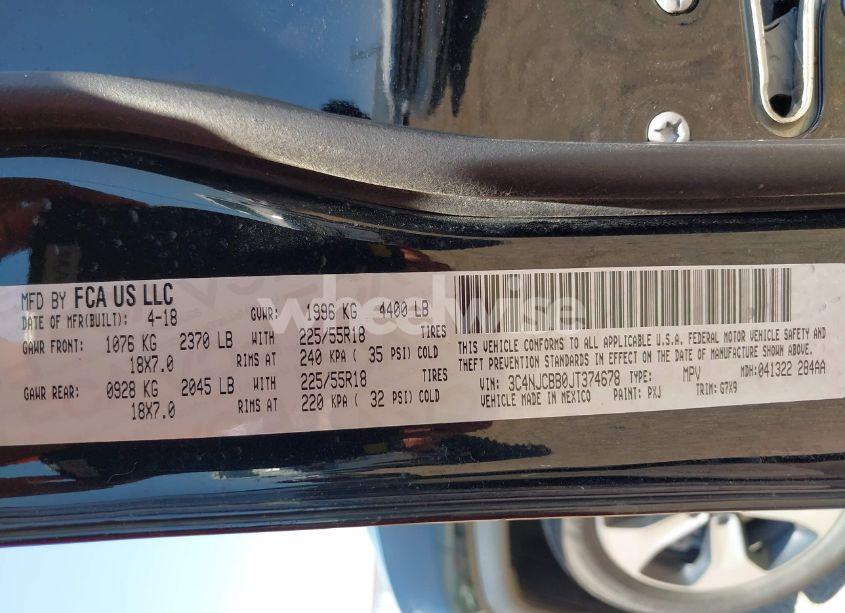 MFD BY FCA US LLC
DATE OF MFR(BUILT): 4-18 GVWR: 1996 KG 4400 LB
GAWR FRONT: 1076 KG 2370 LB WITH 225/55R18 TIRES
18X7.0 RIMS AT 240 KPA ( 35 PSI) COLD
GAWR REAR: 0928 KG 2045 LB WITH 225/55R18 TIRES
18X7.0 RIMS AT 220 KPA ( 32 PSI) COLD
THIS VEHICLE CONFORMS TO ALL APPLICABLE U.S.A. FEDERAL MOTOR VEHICLE SAFETY AND
THEFT PREVENTION STANDARDS IN EFFECT ON THE DATE OF MANUFACTURE SHOWN ABOVE.
VIN: 3C4NJCBB0JT374678 TYPE: MPV MDH: 041322 284AA
VEHICLE MADE IN MEXICO PAINT: PXJ TRIM: G7X9
wheelwise